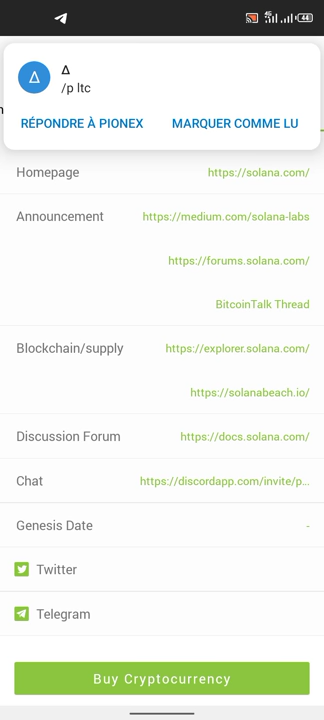 4G
44
Δ
Δ
/p ltc
RÉPONDRE À PIONEX
MARQUER COMME LU
Homepage
https://solana.com/
Announcement
https://medium.com/solana-labs
https://forums.solana.com/
BitcoinTalk Thread
Blockchain/supply
https://explorer.solana.com/
https://solanabeach.io/
Discussion Forum
https://docs.solana.com/
Chat
https://discordapp.com/invite/p...
Genesis Date
-
Twitter
Telegram
Buy Cryptocurrency